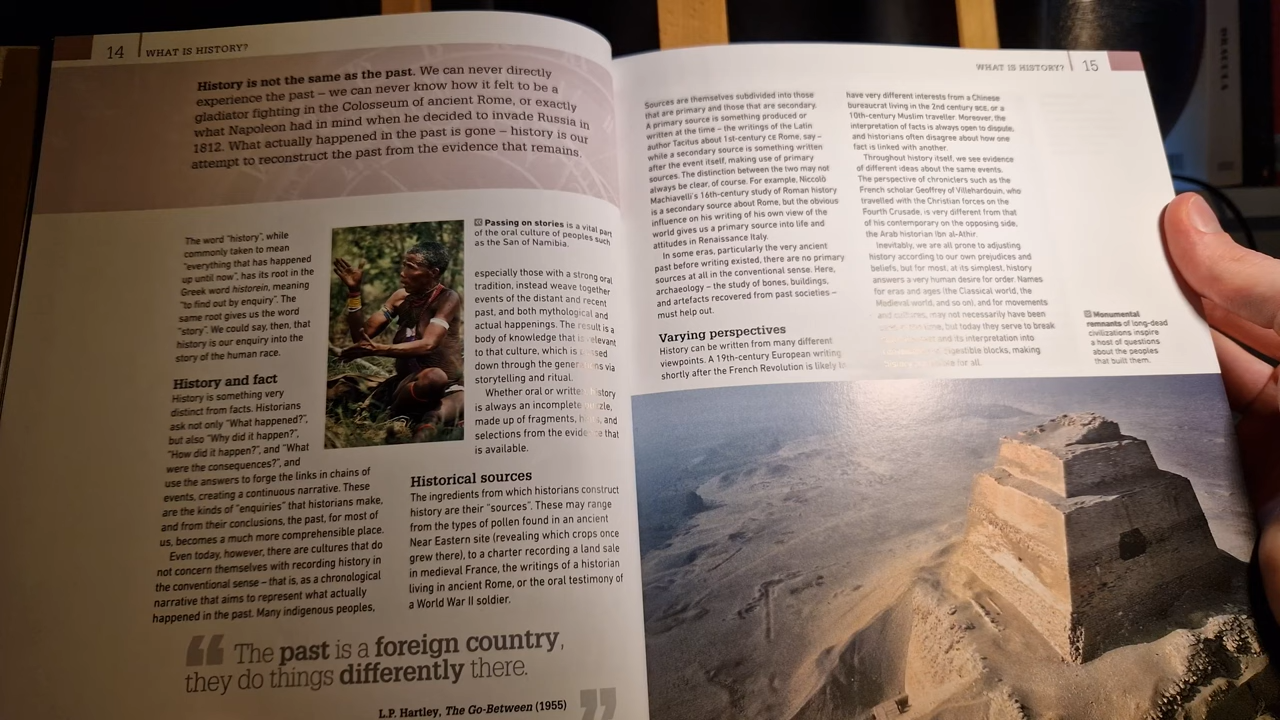 14 WHAT IS HISTORY?
History is not the same as the past. We can never directly
experience the past – we can never know how it felt to be a
gladiator fighting in the Colosseum of ancient Rome, or exactly
what Napoleon had in mind when he decided to invade Russia in
1812. What actually happened in the past is gone – history is our
attempt to reconstruct the past from the evidence that remains.
The word “history”, while
commonly taken to mean
“everything that has happened
up until now”, has its root in the
Greek word historein, meaning
“to find out by enquiry”. The
same root gives us the word
“story”. We could say, then, that
history is our enquiry into the
story of the human race.
History and fact
History is something very
distinct from facts. Historians
ask not only “What happened?”,
but also “Why did it happen?”,
“How did it happen?”, and “What
were the consequences?”, and
use the answers to forge the links in chains of
events, creating a continuous narrative. These
are the kinds of “enquiries” that historians make,
and from their conclusions, the past, for most of
us, becomes a much more comprehensible place.
Even today, however, there are cultures that do
not concern themselves with recording history in
the conventional sense – that is, as a chronological
narrative that aims to represent what actually
happened in the past. Many indigenous peoples,
Passing on stories is a vital part
of the oral culture of peoples such
as the San of Namibia.
especially those with a strong oral
tradition, instead weave together
events of the distant and recent
past, and both mythological and
actual happenings. The result is a
body of knowledge that is relevant
to that culture, which is
down through the via
storytelling and ritual.
Whether oral or written history
is always an incomplete
made up of fragments, and
selections from the evidence that
is available.
Historical sources
The ingredients from which historians construct
history are their “sources”. These may range
from the types of pollen found in an ancient
Near Eastern site (revealing which crops once
grew there), to a charter recording a land sale
in medieval France, the writings of a historian
living in ancient Rome, or the oral testimony of
a World War II soldier.
“ The past is a foreign country,
they do things differently there. ”
L.P. Hartley, The Go-Between (1955)
WHAT IS HISTORY? 15
Sources are themselves subdivided into those
that are primary and those that are secondary.
A primary source is something produced or
written at the time – the writings of the Latin
author Tacitus about 1st-century CE Rome, say –
while a secondary source is something written
after the event itself, making use of primary
sources. The distinction between the two may not
always be clear, of course. For example, Niccolò
Machiavelli's 16th-century study of Roman history
is a secondary source about Rome, but the obvious
influence on his writing of his own view of the
world gives us a primary source into life and
attitudes in Renaissance Italy.
In some eras, particularly the very ancient
past before writing existed, there are no primary
sources at all in the conventional sense. Here,
archaeology – the study of bones, buildings,
and artefacts recovered from past societies –
must help out.
Varying perspectives
History can be written from many different
viewpoints. A 19th-century European writing
shortly after the French Revolution is likely to
have very different interests from a Chinese
bureaucrat living in the 2nd century BCE, or a
10th-century Muslim traveller. Moreover, the
interpretation of facts is always open to dispute,
and historians often disagree about how one
fact is linked with another.
Throughout history itself, we see evidence
of different ideas about the same events.
The perspective of chroniclers such as the
French scholar Geoffrey of Villehardouin, who
travelled with the Christian forces on the
Fourth Crusade, is very different from that
of his contemporary on the opposing side,
the Arab historian Ibn al-Athir.
Inevitably, we are all prone to adjusting
history according to our own prejudices and
beliefs, but for most, at its simplest, history
answers a very human desire for order. Names
for eras and ages (the Classical world, the
Medieval world, and so on), and for movements
and cultures, may not necessarily have been
but today they serve to break
and its interpretation into
digestible blocks, making
for all.
Monumental
remnants of long-dead
civilizations inspire
a host of questions
about the peoples
that built them.